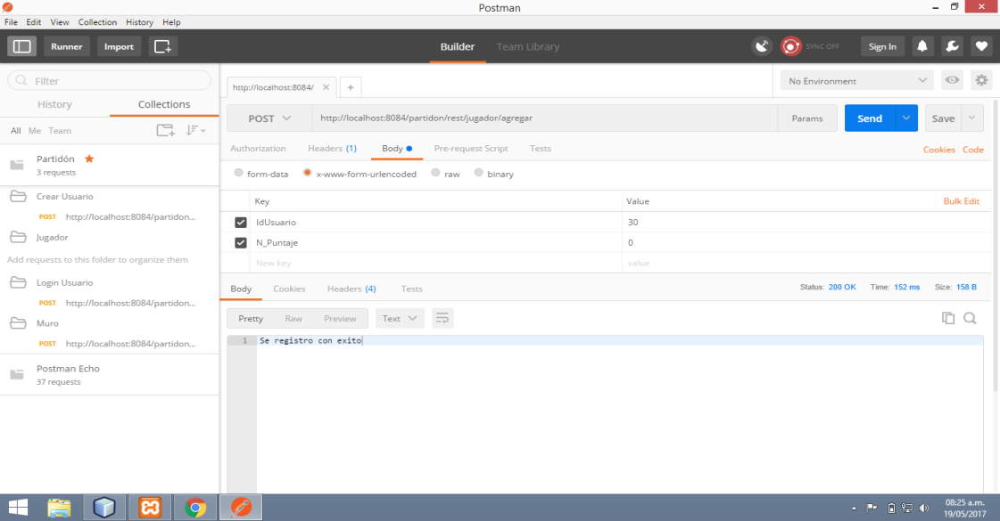 Postman
File Edit View Collection History Help
Runner Import Builder Team Library SYNC OFF Sign In
Filter
History Collections
All Me Team
Partidón
3 requests
Crear Usuario
POST http://localhost:8084/partidon...
Jugador
Add requests to this folder to organize them
Login Usuario
POST http://localhost:8084/partidon...
Muro
POST http://localhost:8084/partidon...
Postman Echo
37 requests
http://localhost:8084/ No Environment
POST http://localhost:8084/partidon/rest/jugador/agregar Params Send Save
Authorization Headers (1) Body Pre-request Script Tests Cookies Code
form-data x-www-form-urlencoded raw binary
Key Value Bulk Edit
IdUsuario 30
N_Puntaje 0
New key value
Body Cookies Headers (4) Tests Status: 200 OK Time: 152 ms Size: 158 B
Pretty Raw Preview Text
1 Se registro con exito
08:25 a.m.
19/05/2017